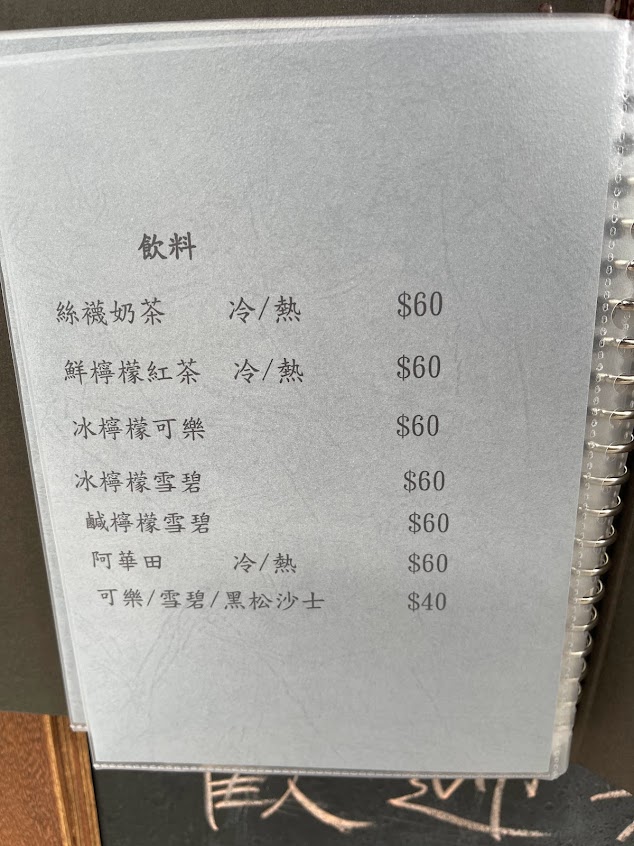 飲料
絲襪奶茶 冷/熱 $60
鮮檸檬紅茶 冷/熱 $60
冰檸檬可樂 $60
冰檸檬雪碧 $60
鹹檸檬雪碧 $60
阿華田 冷/熱 $60
可樂/雪碧/黑松沙士 $40